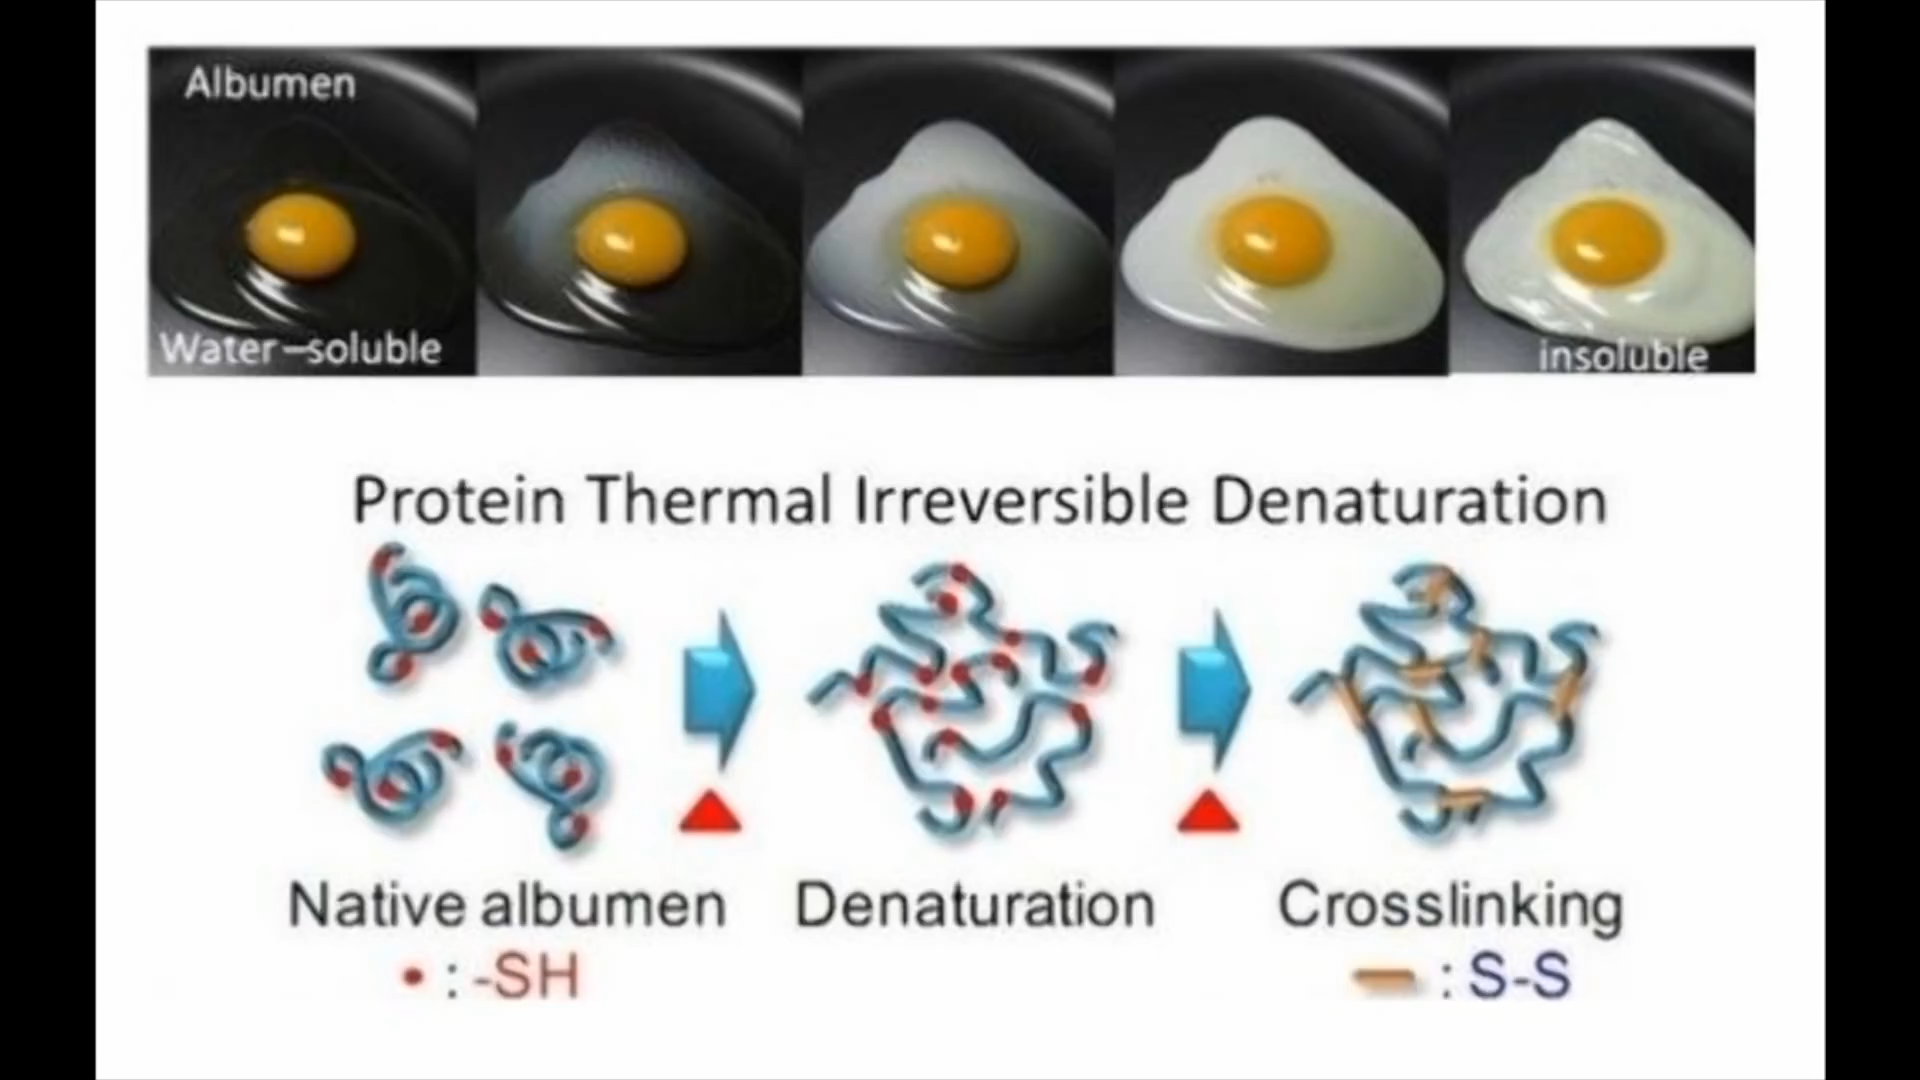 Albumen
Water–soluble
insoluble
Protein Thermal Irreversible Denaturation
Native albumen
Denaturation
Crosslinking
• : -SH
: S-S